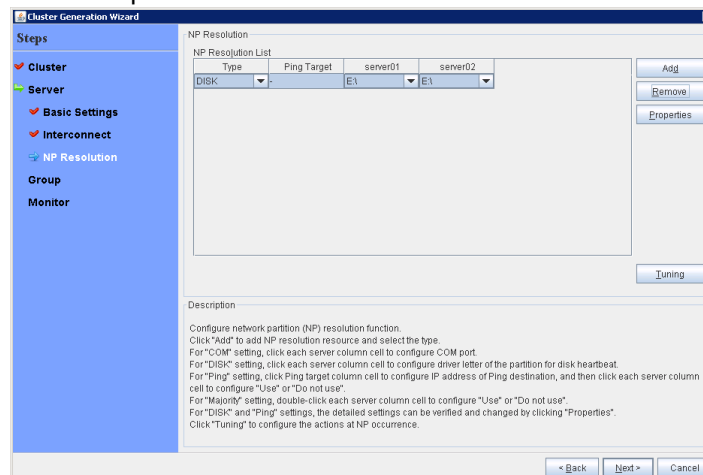 Cluster Generation Wizard
Steps
Cluster
Server
Basic Settings
Interconnect
NP Resolution
Group
Monitor
NP Resolution
NP Resolution List
Type Ping Target server01 server02
DISK - E:\ E:\
Add
Remove
Properties
Tuning
Description
Configure network partition (NP) resolution function.
Click "Add" to add NP resolution resource and select the type.
For "COM" setting, click each server column cell to configure COM port.
For "DISK" setting, click each server column cell to configure driver letter of the partition for disk heartbeat.
For "Ping" setting, click Ping target column cell to configure IP address of Ping destination, and then click each server column
cell to configure "Use" or "Do not use".
For "Majority" setting, double-click each server column cell to configure "Use" or "Do not use".
For "DISK" and "Ping" settings, the detailed settings can be verified and changed by clicking "Properties".
Click "Tuning" to configure the actions at NP occurrence.
< Back Next > Cancel